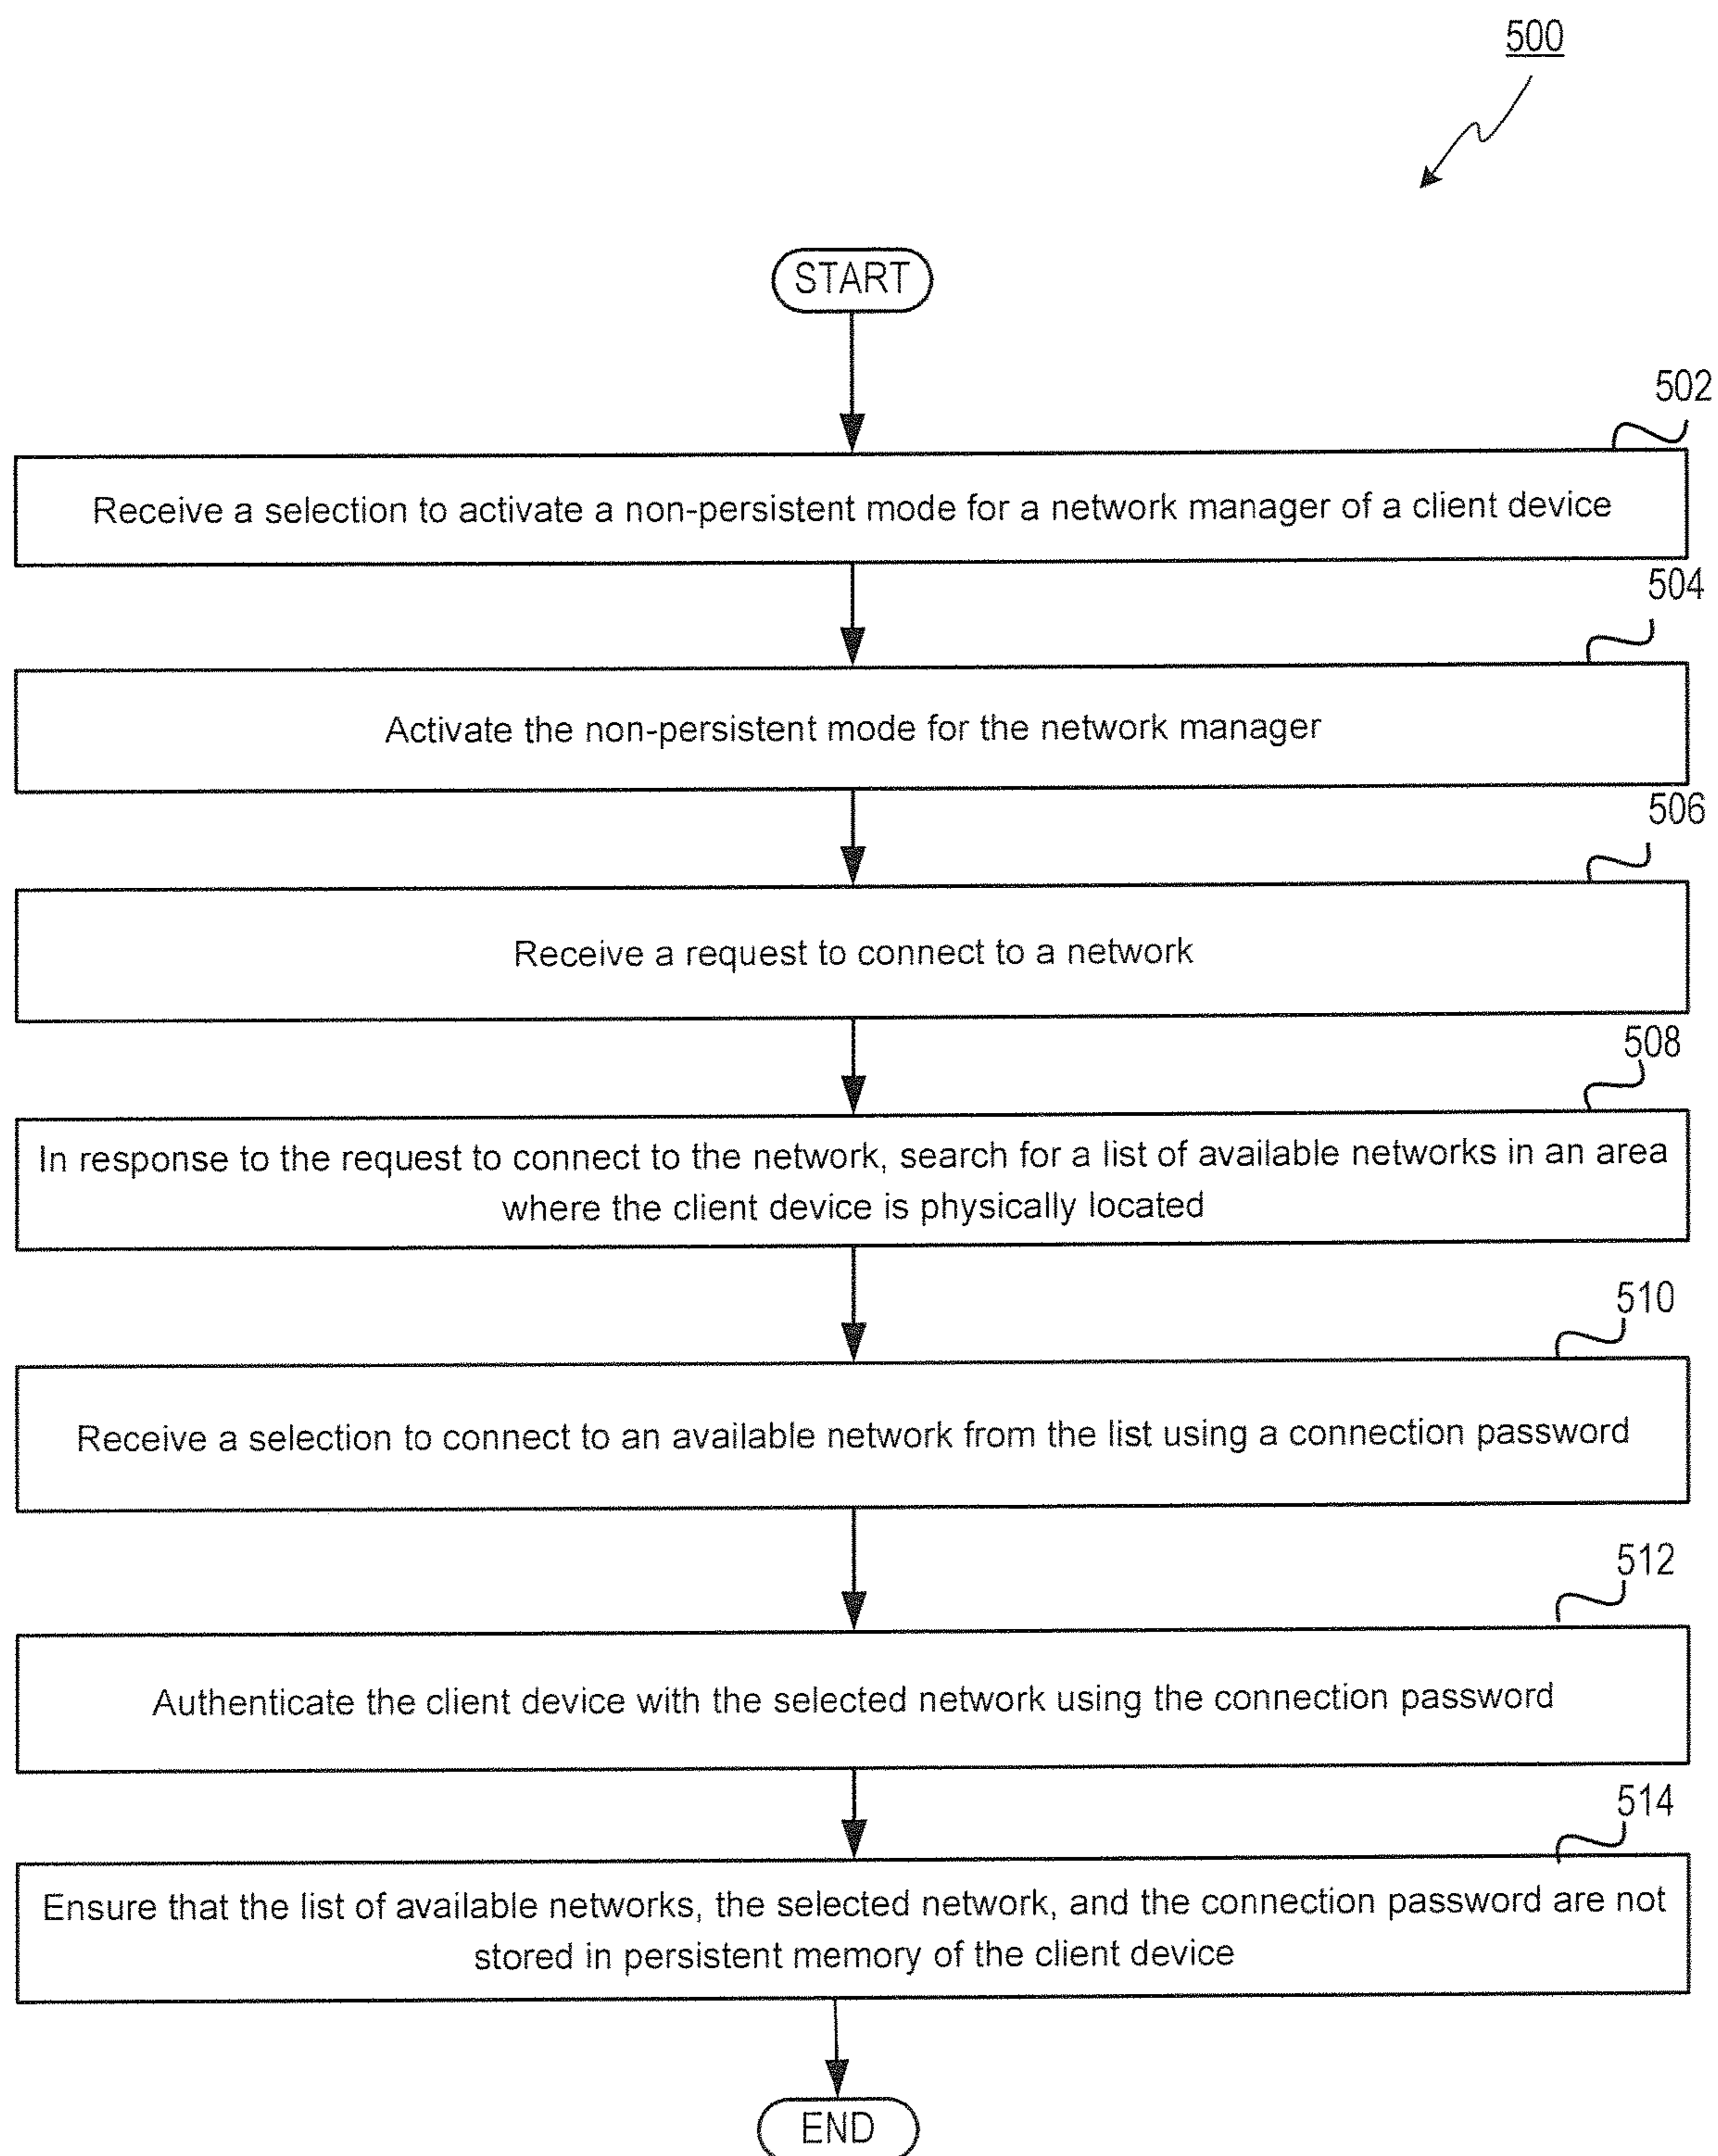 500
START
502
Receive a selection to activate a non-persistent mode for a network manager of a client device
504
Activate the non-persistent mode for the network manager
506
Receive a request to connect to a network
508
In response to the request to connect to the network, search for a list of available networks in an area
where the client device is physically located
510
Receive a selection to connect to an available network from the list using a connection password
512
Authenticate the client device with the selected network using the connection password
514
Ensure that the list of available networks, the selected network, and the connection password are not
stored in persistent memory of the client device
END